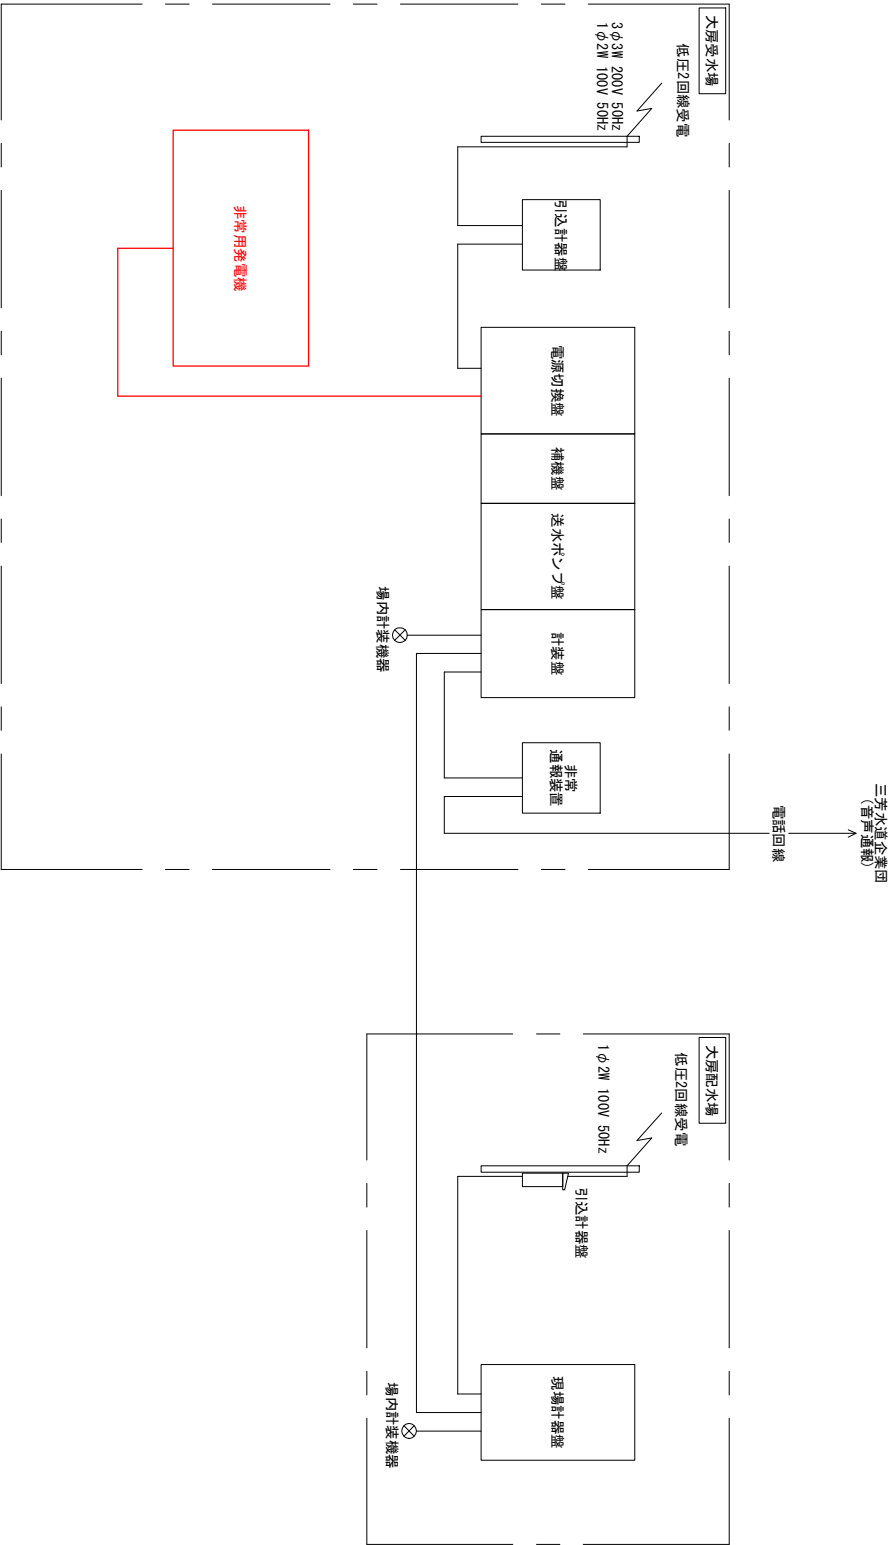 大房受水場
低圧2回線受電
3φ3W 200V 50Hz
1φ2W 100V 50Hz
引込計器盤
電源切換盤
補機盤
送水ポンプ盤
計装盤
非常用発電機
場内計装機器
非常
通報装置
電話回線
三芳水道企業団
(音声通報)
大房配水場
低圧2回線受電
1φ2W 100V 50Hz
引込計器盤
現場計器盤
場内計装機器